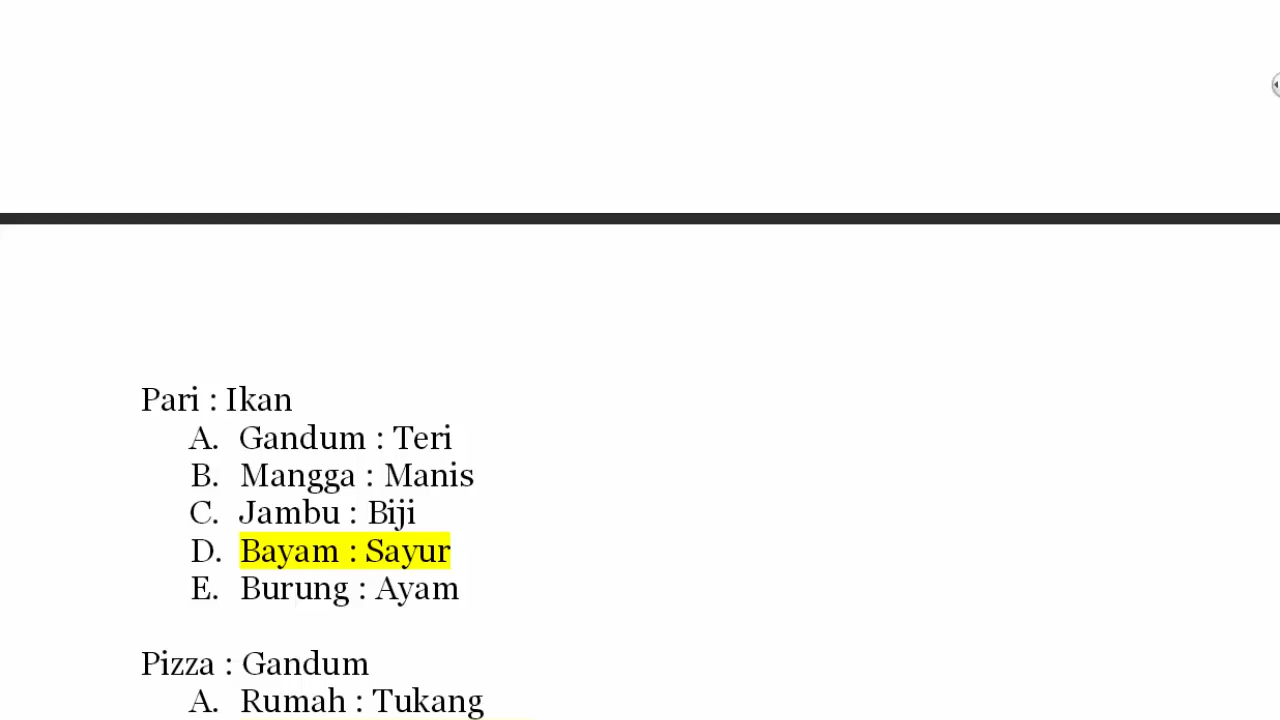 Pari : Ikan
A. Gandum : Teri
B. Mangga : Manis
C. Jambu : Biji
D. Bayam : Sayur
E. Burung : Ayam
Pizza : Gandum
A. Rumah : Tukang